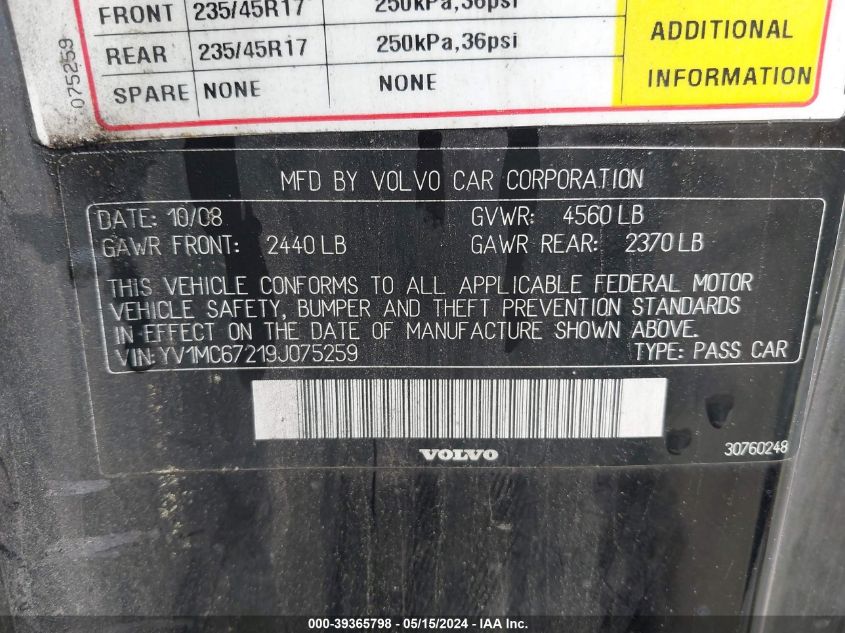 FRONT 235/45R17 250kPa,36psi
REAR 235/45R17 250kPa,36psi
SPARE NONE NONE
ADDITIONAL
INFORMATION
075259
MFD BY VOLVO CAR CORPORATION
DATE: 10/08 GVWR: 4560 LB
GAWR FRONT: 2440 LB GAWR REAR: 2370 LB
THIS VEHICLE CONFORMS TO ALL APPLICABLE FEDERAL MOTOR
VEHICLE SAFETY, BUMPER AND THEFT PREVENTION STANDARDS
IN EFFECT ON THE DATE OF MANUFACTURE SHOWN ABOVE.
VIN: YV1MC67219J075259 TYPE: PASS CAR
VOLVO
30760248
000-39365798 - 05/15/2024 - IAA Inc.